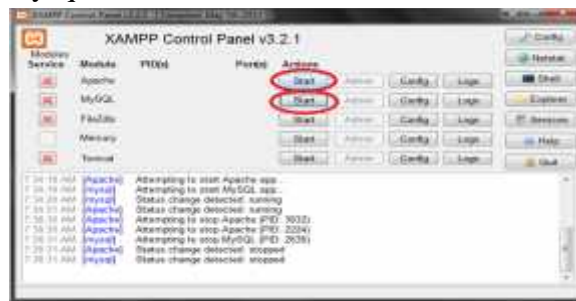 XAMPP Control Panel v3.2.1
Modules
Service Module PID(s) Port(s) Actions
Apache Start Admin Config Logs
MySQL Start Admin Config Logs
FileZilla Start Admin Config Logs
Mercury Start Admin Config Logs
Tomcat Start Admin Config Logs
Config
Netstat
Shell
Explorer
Services
Help
Quit
[Apache] Attempting to start Apache app...
[mysql] Attempting to start MySQL app...
[mysql] Status change detected: running
[Apache] Status change detected: running
[Apache] Attempting to stop Apache (PID:
[Apache] Attempting to stop Apache (PID: 2224)
[mysql] Attempting to stop MySQL (PID:
[Apache] Status change detected: stopped
[mysql] Status change detected: stopped